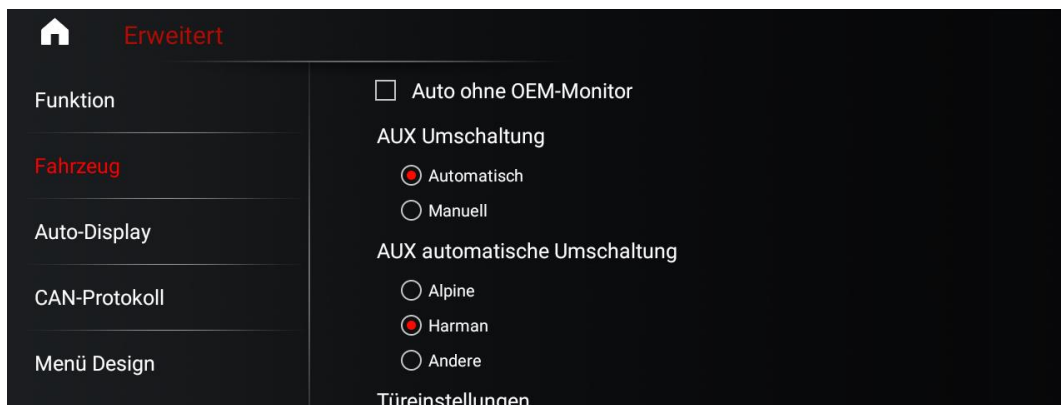 Erweitert
Funktion
Fahrzeug
Auto-Display
CAN-Protokoll
Menü Design
Auto ohne OEM-Monitor
AUX Umschaltung
Automatisch
Manuell
AUX automatische Umschaltung
Alpine
Harman
Andere
Türeinstellungen